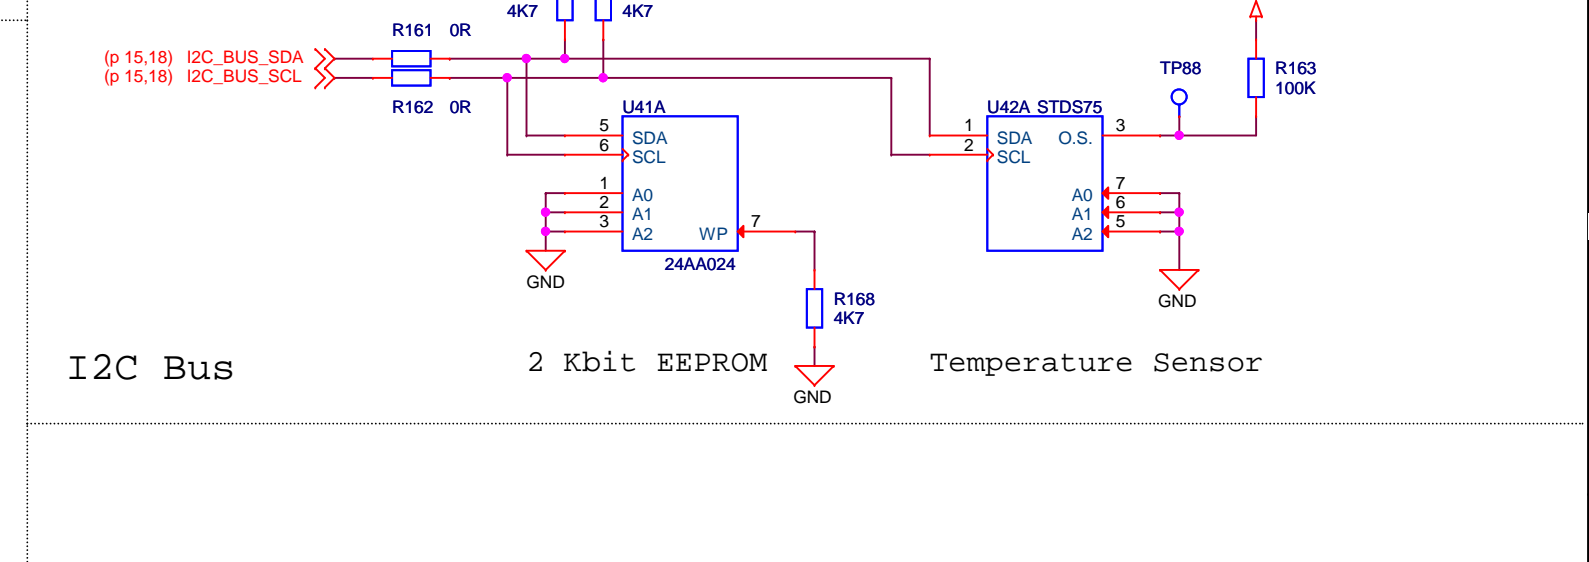 4K7 4K7
R161 0R
(p 15,18) I2C_BUS_SDA
(p 15,18) I2C_BUS_SCL
R162 0R
TP88
R163
100K
U41A
5 SDA
6 SCL
1 A0
2 A1
3 A2
WP 7
24AA024
GND
R168
4K7
GND
U42A STDS75
1 SDA O.S. 3
2 SCL
A0 7
A1 6
A2 5
GND
I2C Bus
2 Kbit EEPROM
Temperature Sensor